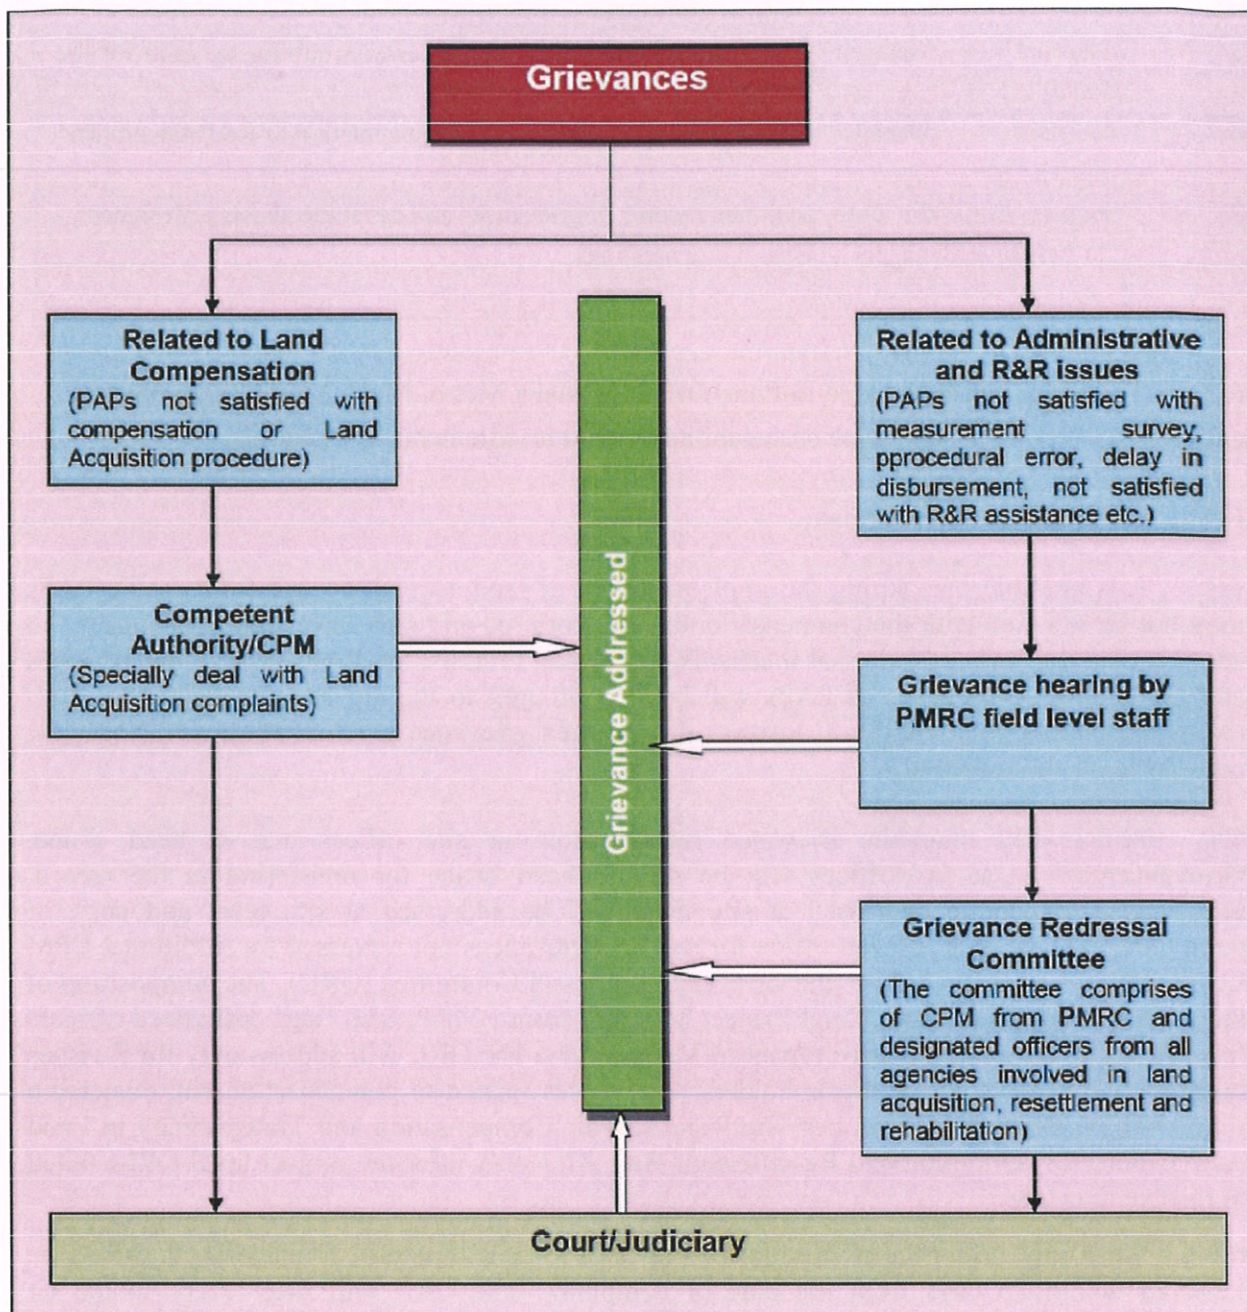 Grievances
Related to Land
Compensation
(PAPs not satisfied with
compensation or Land
Acquisition procedure)
Competent
Authority/CPM
(Specially deal with Land
Acquisition complaints)
Grievance Addressed
Related to Administrative
and R&R issues
(PAPs not satisfied with
measurement survey,
pprocedural error, delay in
disbursement, not satisfied
with R&R assistance etc.)
Grievance hearing by
PMRC field level staff
Grievance Redressal
Committee
(The committee comprises
of CPM from PMRC and
designated officers from all
agencies involved in land
acquisition, resettlement and
rehabilitation)
Court/Judiciary